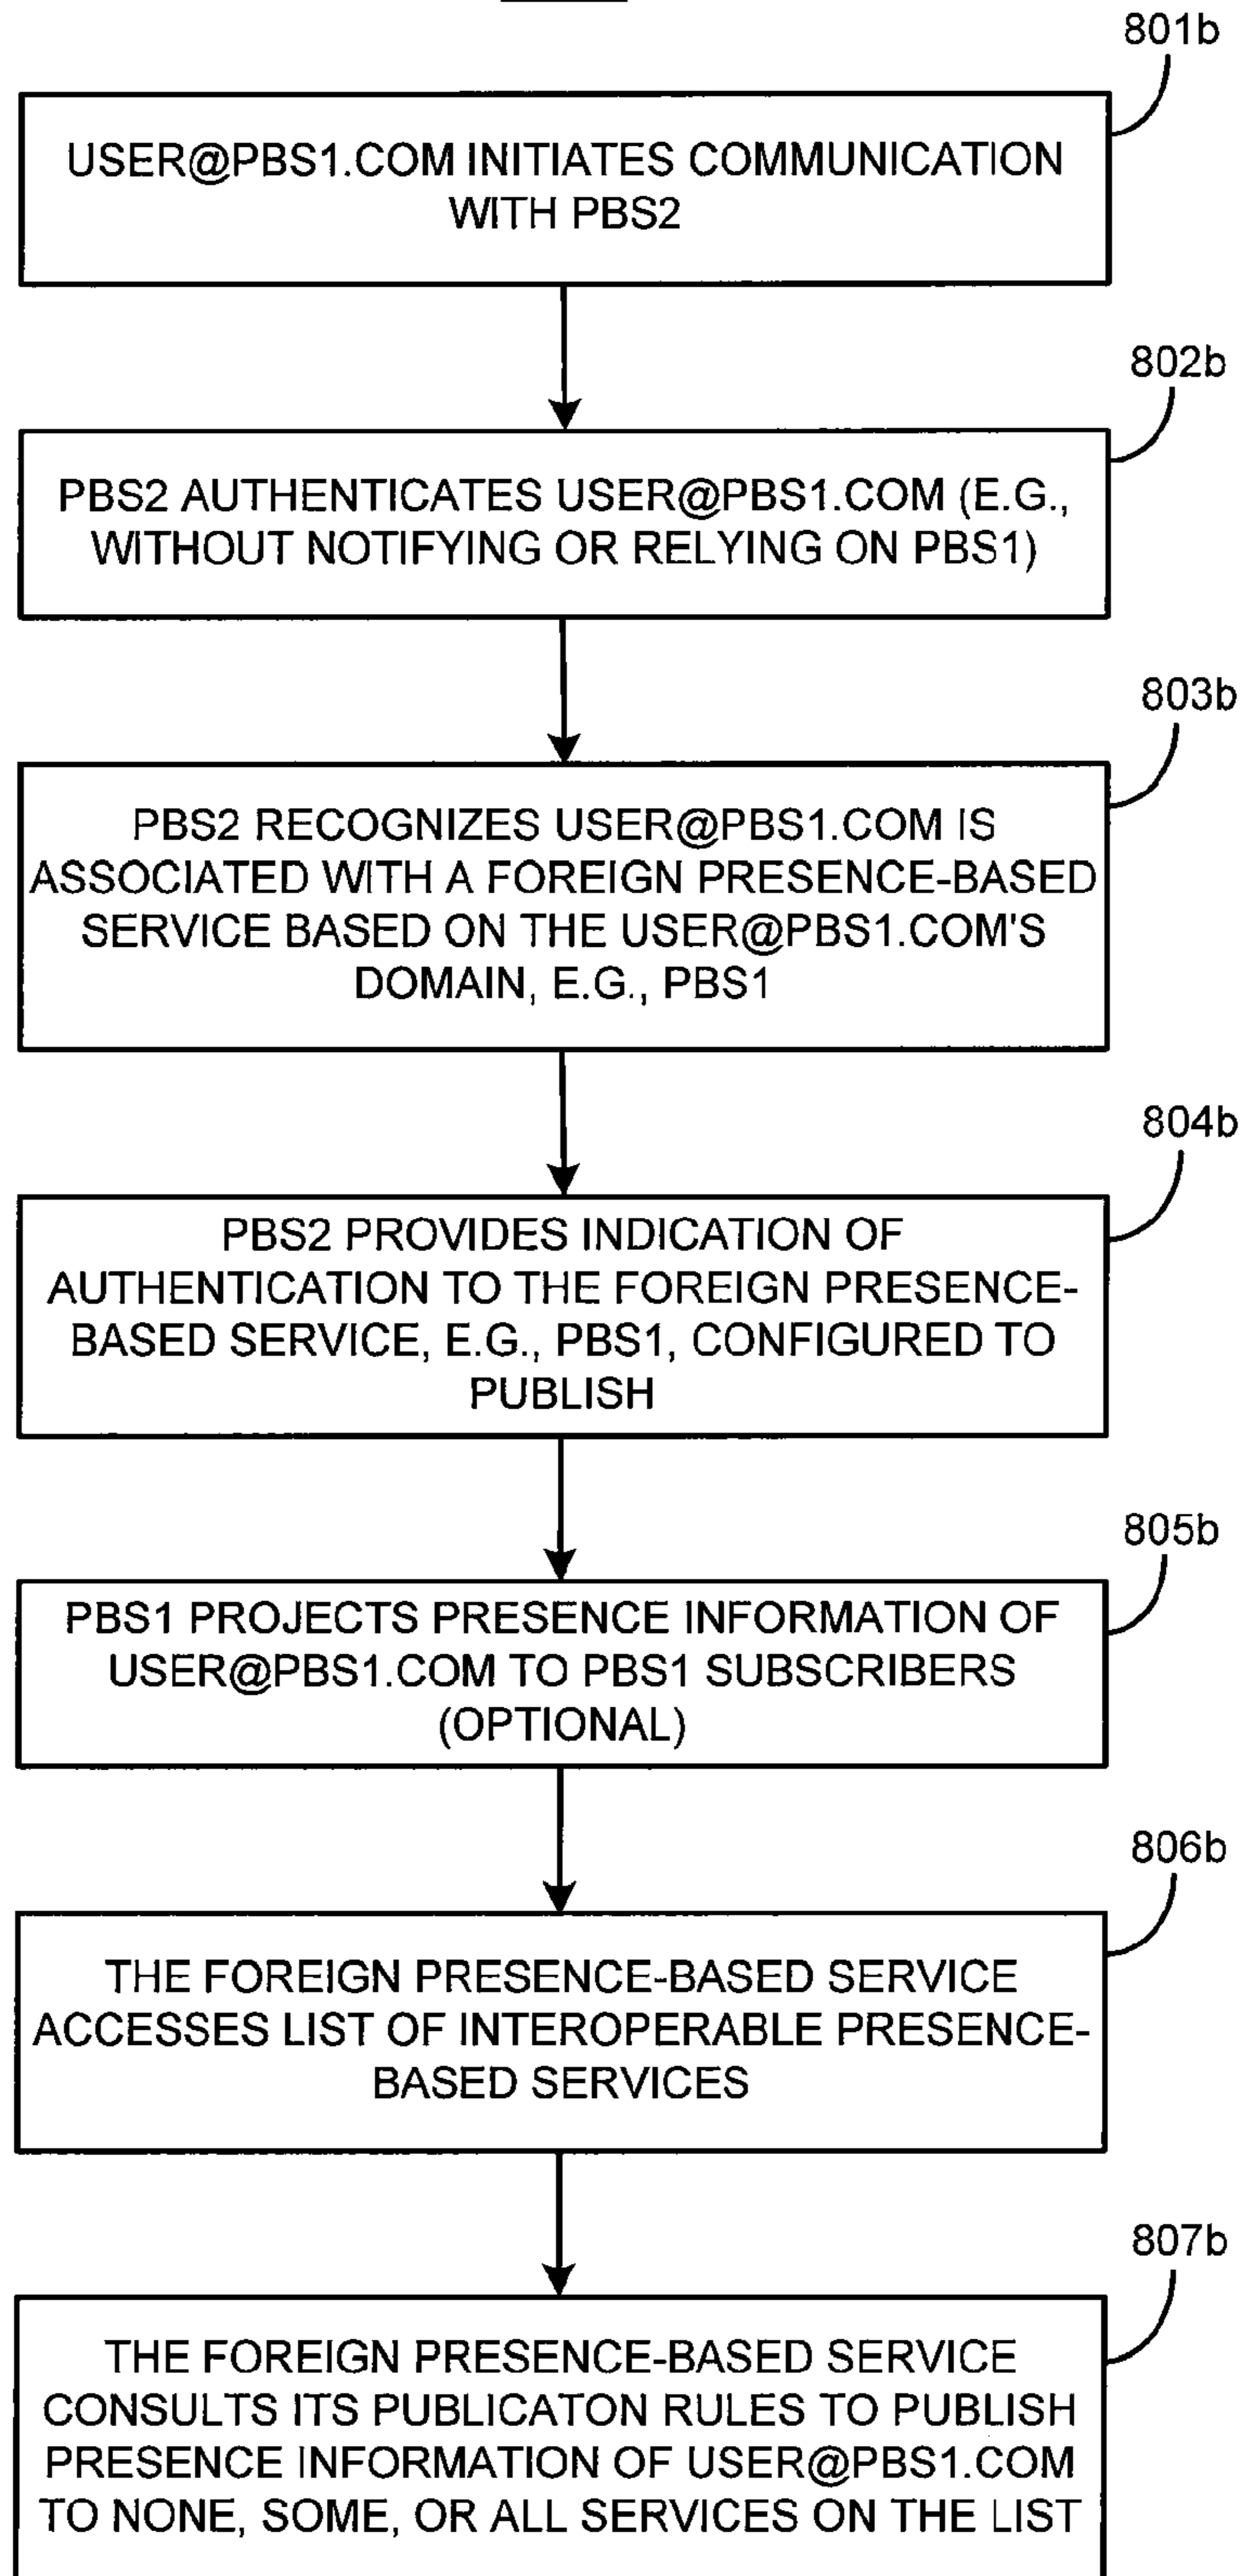 801b
USER@PBS1.COM INITIATES COMMUNICATION
WITH PBS2
802b
PBS2 AUTHENTICATES USER@PBS1.COM (E.G.,
WITHOUT NOTIFYING OR RELYING ON PBS1)
803b
PBS2 RECOGNIZES USER@PBS1.COM IS
ASSOCIATED WITH A FOREIGN PRESENCE-BASED
SERVICE BASED ON THE USER@PBS1.COM'S
DOMAIN, E.G., PBS1
804b
PBS2 PROVIDES INDICATION OF
AUTHENTICATION TO THE FOREIGN PRESENCE-
BASED SERVICE, E.G., PBS1, CONFIGURED TO
PUBLISH
805b
PBS1 PROJECTS PRESENCE INFORMATION OF
USER@PBS1.COM TO PBS1 SUBSCRIBERS
(OPTIONAL)
806b
THE FOREIGN PRESENCE-BASED SERVICE
ACCESSES LIST OF INTEROPERABLE PRESENCE-
BASED SERVICES
807b
THE FOREIGN PRESENCE-BASED SERVICE
CONSULTS ITS PUBLICATON RULES TO PUBLISH
PRESENCE INFORMATION OF USER@PBS1.COM
TO NONE, SOME, OR ALL SERVICES ON THE LIST